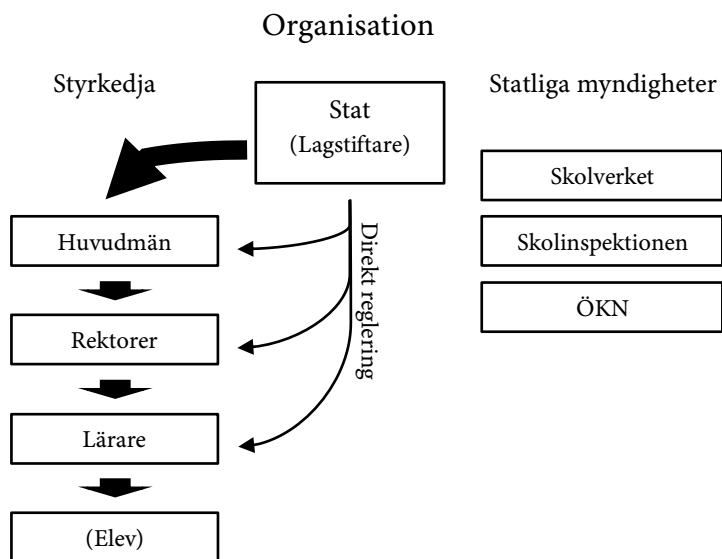 Organisation
Styrkedja
Stat
(Lagstiftare)
Statliga myndigheter
Skolverket
Huvudmän
Skolinspektionen
Direkt reglering
ÖKN
Rektorer
Lärare
(Elev)